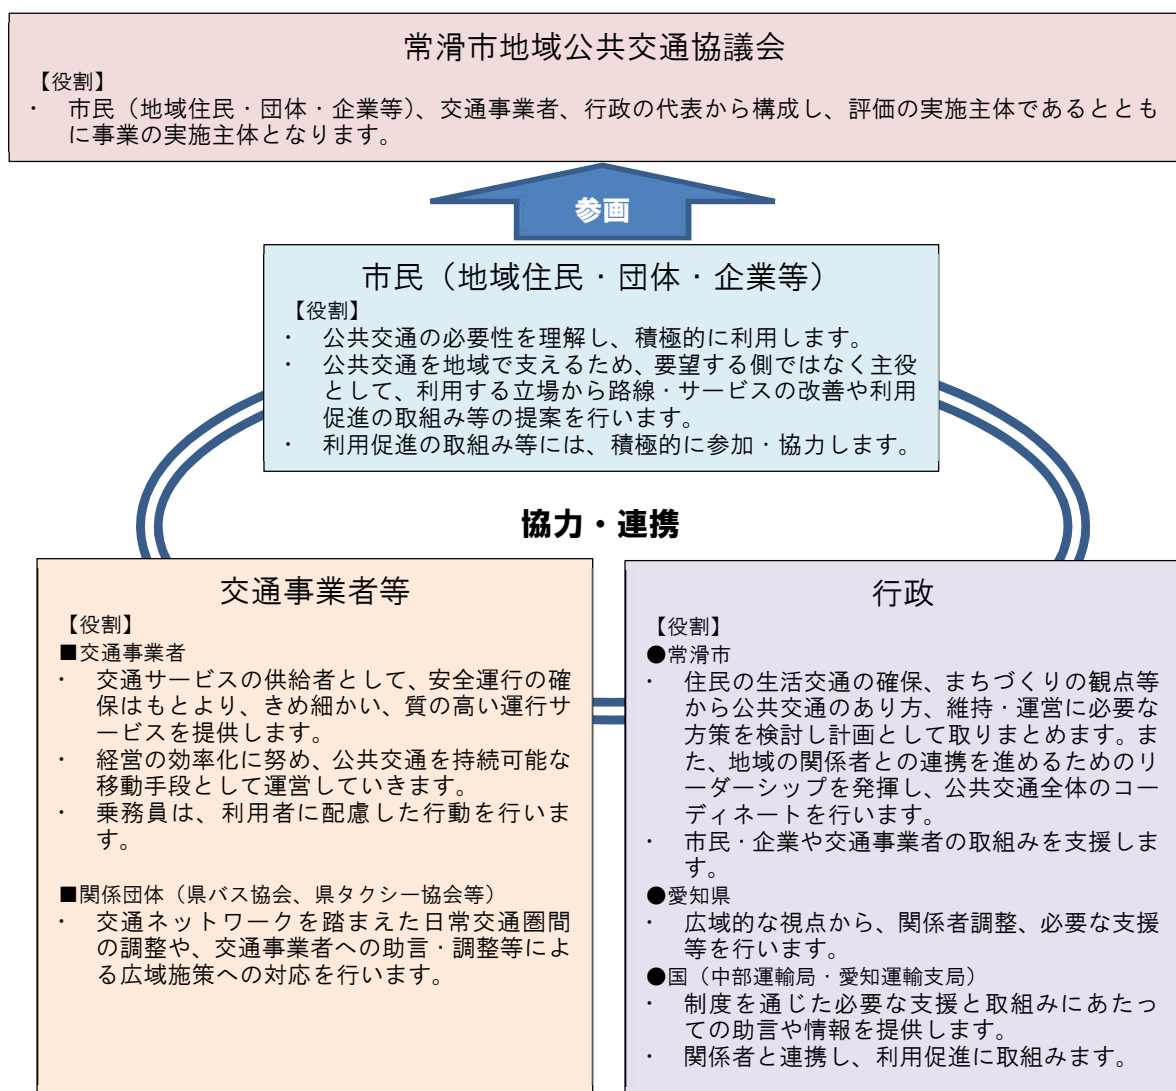 常滑市地域公共交通協議会
【役割】
・ 市民（地域住民・団体・企業等）、交通事業者、行政の代表から構成し、評価の実施主体であるととも
に事業の実施主体となります。
参画
市民（地域住民・団体・企業等）
【役割】
・ 公共交通の必要性を理解し、積極的に利用します。
・ 公共交通を地域で支えるため、要望する側ではなく主役
として、利用する立場から路線・サービスの改善や利用
促進の取組み等の提案を行います。
・ 利用促進の取組み等には、積極的に参加・協力します。
協力・連携
交通事業者等
【役割】
■交通事業者
・ 交通サービスの供給者として、安全運行の確
保はもとより、きめ細かい、質の高い運行サ
ービスを提供します。
・ 経営の効率化に努め、公共交通を持続可能な
移動手段として運営していきます。
・ 乗務員は、利用者に配慮した行動を行いま
す。
■関係団体（県バス協会、県タクシー協会等）
・ 交通ネットワークを踏まえた日常交通圏間
の調整や、交通事業者への助言・調整等によ
る広域施策への対応を行います。
行政
【役割】
●常滑市
・ 住民の生活交通の確保、まちづくりの観点等
から公共交通のあり方、維持・運営に必要な
方策を検討し計画として取りまとめます。ま
た、地域の関係者との連携を進めるためのリ
ーダーシップを発揮し、公共交通全体のコー
ディネートを行います。
・ 市民・企業や交通事業者の取組みを支援しま
す。
●愛知県
・ 広域的な視点から、関係者調整、必要な支援
等を行います。
●国（中部運輸局・愛知運輸支局）
・ 制度を通じた必要な支援と取組みにあたっ
ての助言や情報を提供します。
・ 関係者と連携し、利用促進に取組みます。